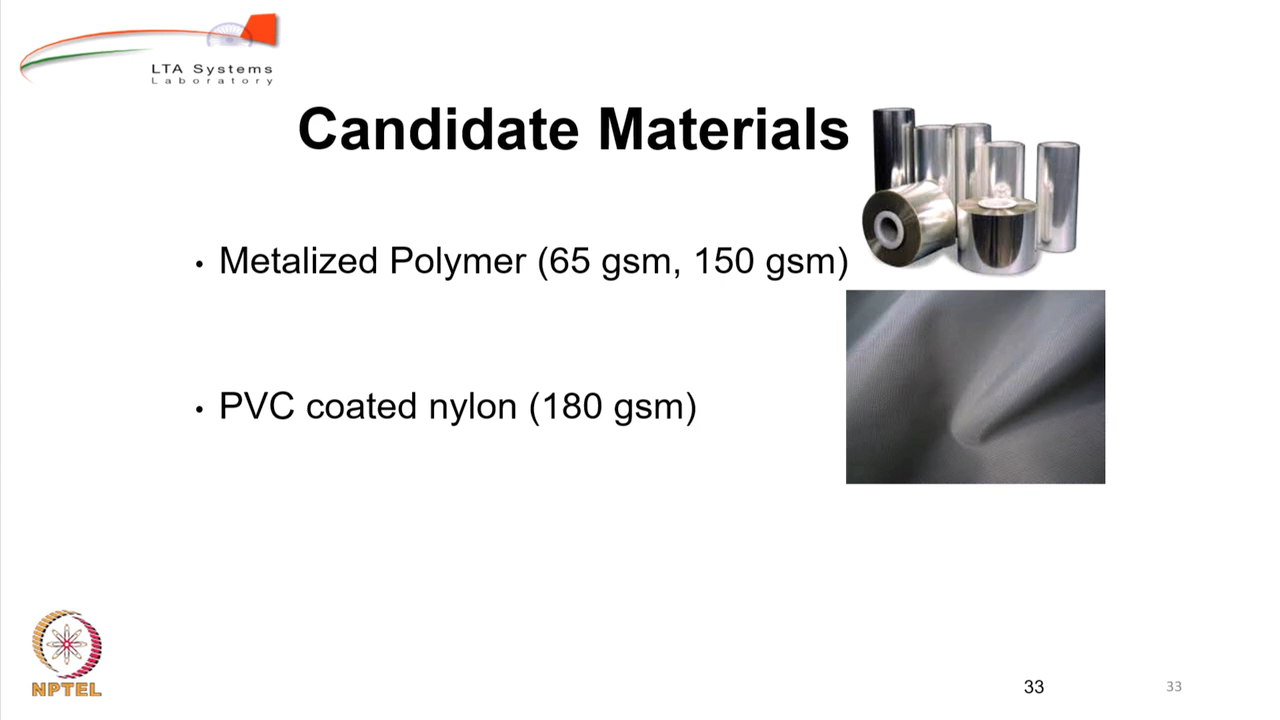 LTA Systems
Laboratory
Candidate Materials
• Metalized Polymer (65 gsm, 150 gsm)
• PVC coated nylon (180 gsm)
NPTEL
33
33